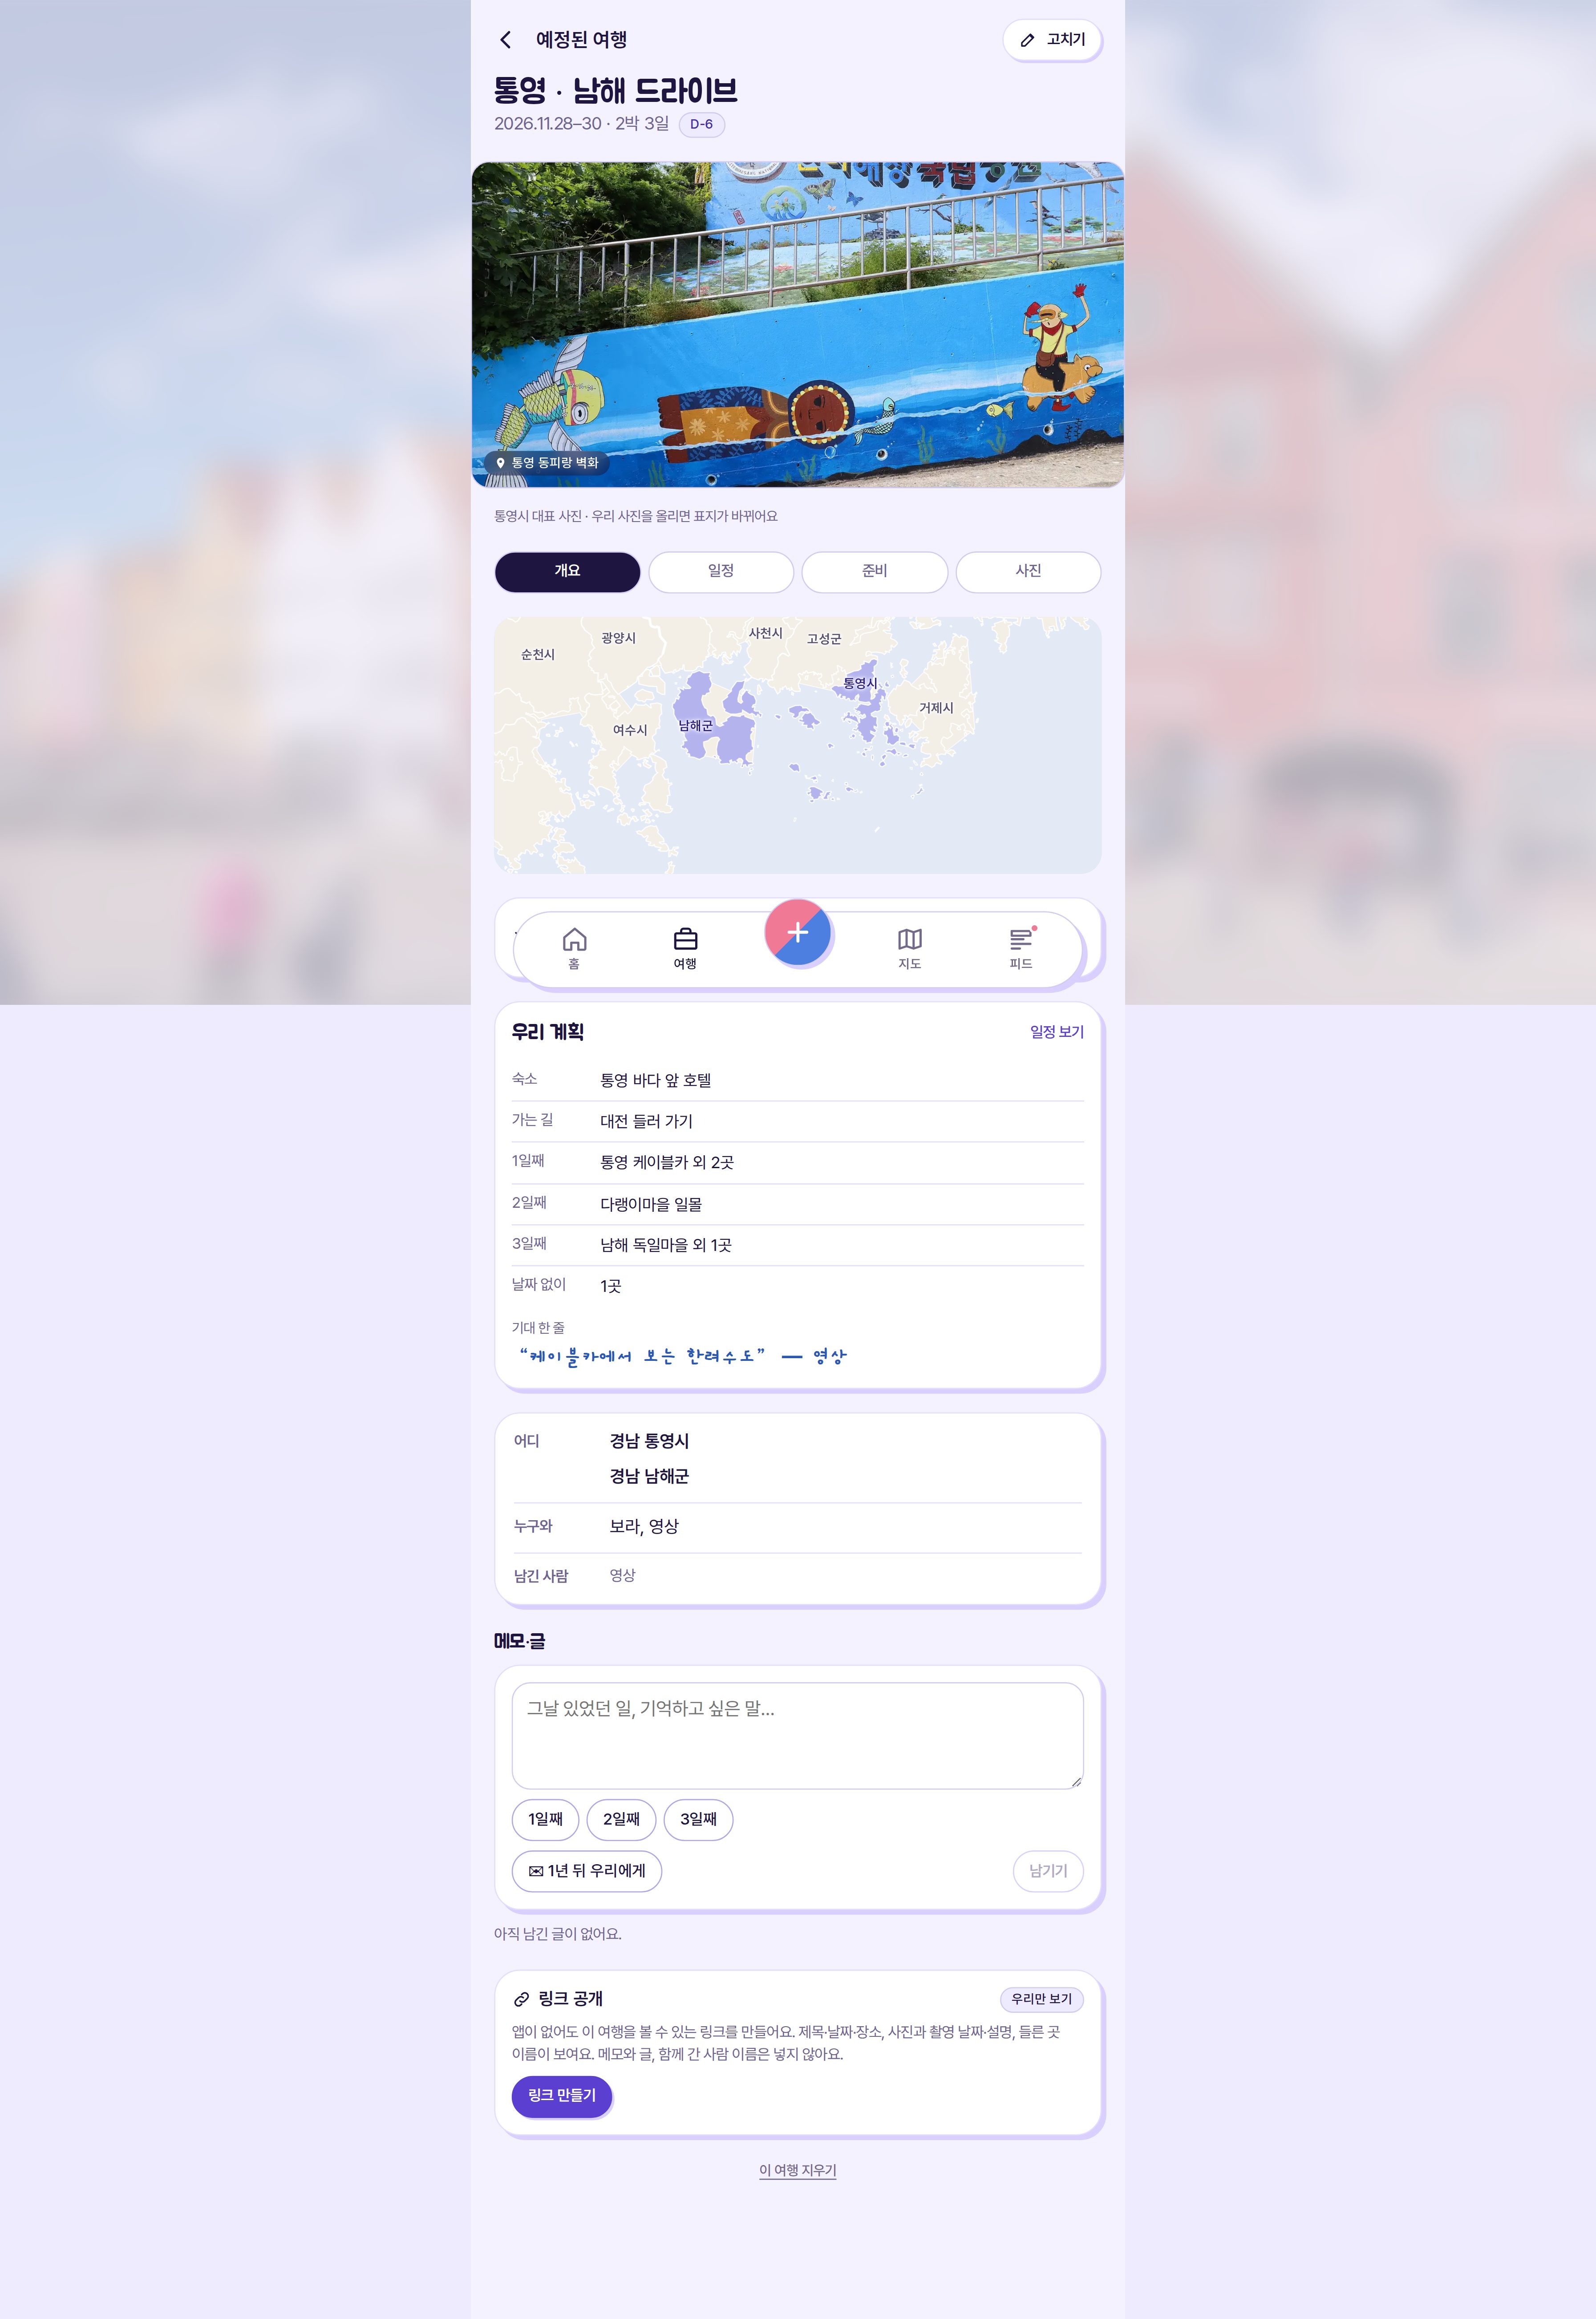 예정된 여행
고치기
통영 · 남해 드라이브
2026.11.28–30 · 2박 3일 D-6
통영 동피랑 벽화
통영시 대표 사진 · 우리 사진을 올리면 표지가 바뀌어요
개요 일정 준비 사진
순천시
광양시
사천시
고성군
통영시
거제시
여수시
남해군
홈
여행
지도
피드
우리 계획
일정 보기
숙소 통영 바다 앞 호텔
가는 길 대전 들러 가기
1일째 통영 케이블카 외 2곳
2일째 다랭이마을 일몰
3일째 남해 독일마을 외 1곳
날짜 없이 1곳
기대 한 줄
“케이블카에서 보는 한려수도” — 영상
어디 경남 통영시
경남 남해군
누구와 보라, 영상
남긴 사람 영상
메모·글
그날 있었던 일, 기억하고 싶은 말...
1일째 2일째 3일째
✉ 1년 뒤 우리에게
남기기
아직 남긴 글이 없어요.
링크 공개
우리만 보기
앱이 없어도 이 여행을 볼 수 있는 링크를 만들어요. 제목·날짜·장소, 사진과 촬영 날짜·설명, 들른 곳
이름이 보여요. 메모와 글, 함께 간 사람 이름은 넣지 않아요.
링크 만들기
이 여행 지우기